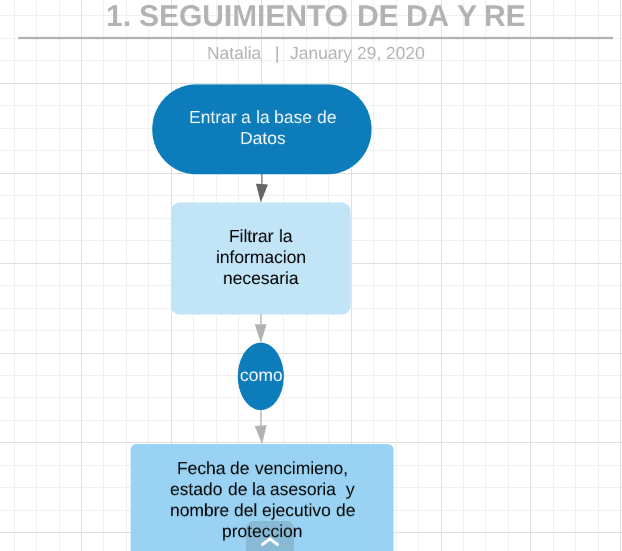 1. SEGUIMIENTO DE DA Y RE
Natalia | January 29, 2020
Entrar a la base de
Datos
Filtrar la
informacion
necesaria
como
Fecha de vencimieno,
estado de la asesoria y
nombre del ejecutivo de
proteccion